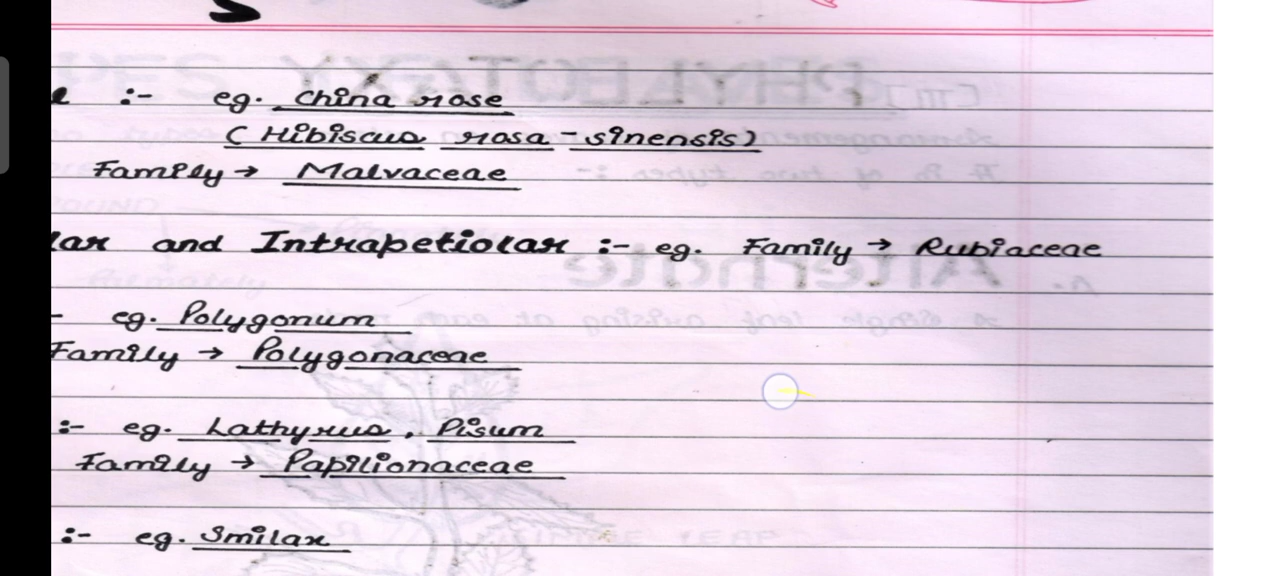 :- eg. China rose
(Hibiscus rosa-sinensis)
Family → Malvaceae
lar and Intrapetiolar :- eg. Family → Rubiaceae
- eg. Polygonum
Family → Polygonaceae
:- eg. Lathyrus, Pisum
Family → Papilionaceae
:- eg. Smilax